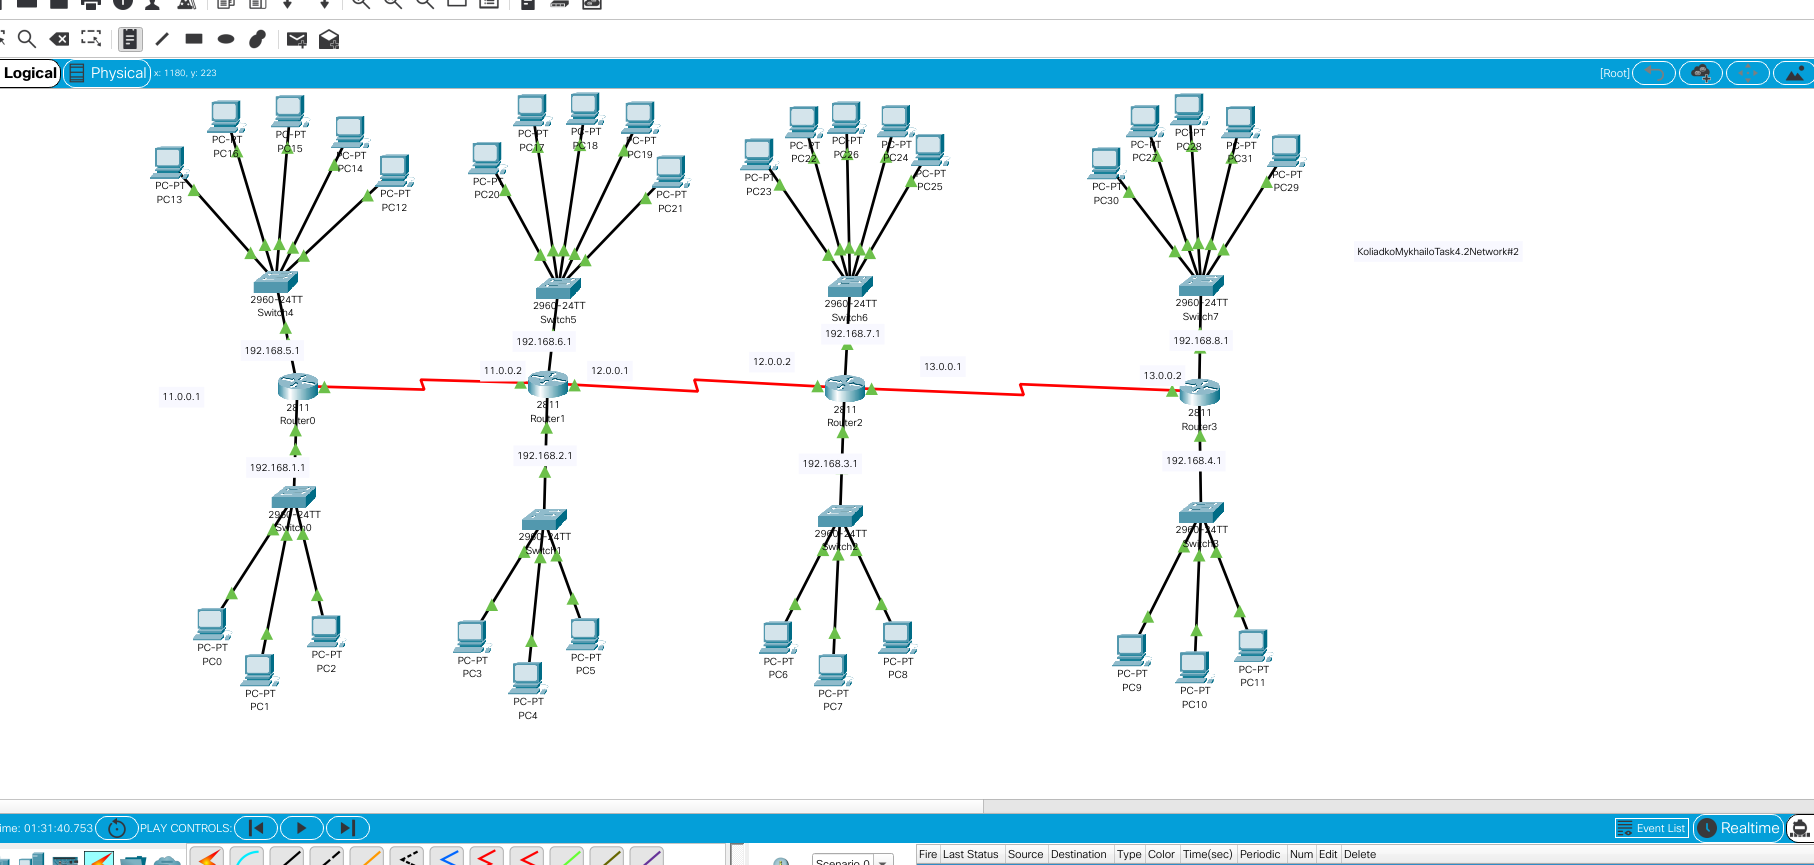 Logical
Physical
x: 1180, y: 223
[Root]
PC-PT
PC16
PC-PT
PC15
PC-PT
PC14
PC-PT
PC13
PC-PT
PC12
PC-PT
PC17
PC-PT
PC18
PC-PT
PC19
PC-PT
PC20
PC-PT
PC21
PC-PT
PC22
PC-PT
PC26
PC-PT
PC24
PC-PT
PC23
PC-PT
PC25
PC-PT
PC27
PC-PT
PC28
PC-PT
PC31
PC-PT
PC30
PC-PT
PC29
KoliadkoMykhailoTask4.2Network#2
2960-24TT
Switch4
2960-24TT
Switch5
2960-24TT
Switch6
2960-24TT
Switch7
192.168.5.1
192.168.6.1
192.168.7.1
192.168.8.1
11.0.0.1
11.0.0.2
12.0.0.1
12.0.0.2
13.0.0.1
13.0.0.2
2811
Router0
2811
Router1
2811
Router2
2811
Router3
192.168.1.1
192.168.2.1
192.168.3.1
192.168.4.1
2960-24TT
Switch0
2960-24TT
Switch1
2960-24TT
Switch2
2960-24TT
Switch3
PC-PT
PC0
PC-PT
PC1
PC-PT
PC2
PC-PT
PC3
PC-PT
PC4
PC-PT
PC5
PC-PT
PC6
PC-PT
PC7
PC-PT
PC8
PC-PT
PC9
PC-PT
PC10
PC-PT
PC11
ime: 01:31:40.753
PLAY CONTROLS:
Event List
Realtime
Scenario 0
Fire Last Status Source Destination Type Color Time(sec) Periodic Num Edit Delete